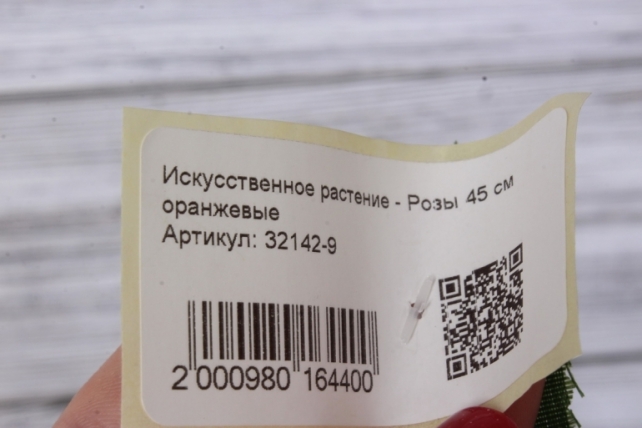 Искусственное растение - Розы 45 см
оранжевые
Артикул: 32142-9
2 000980 164400